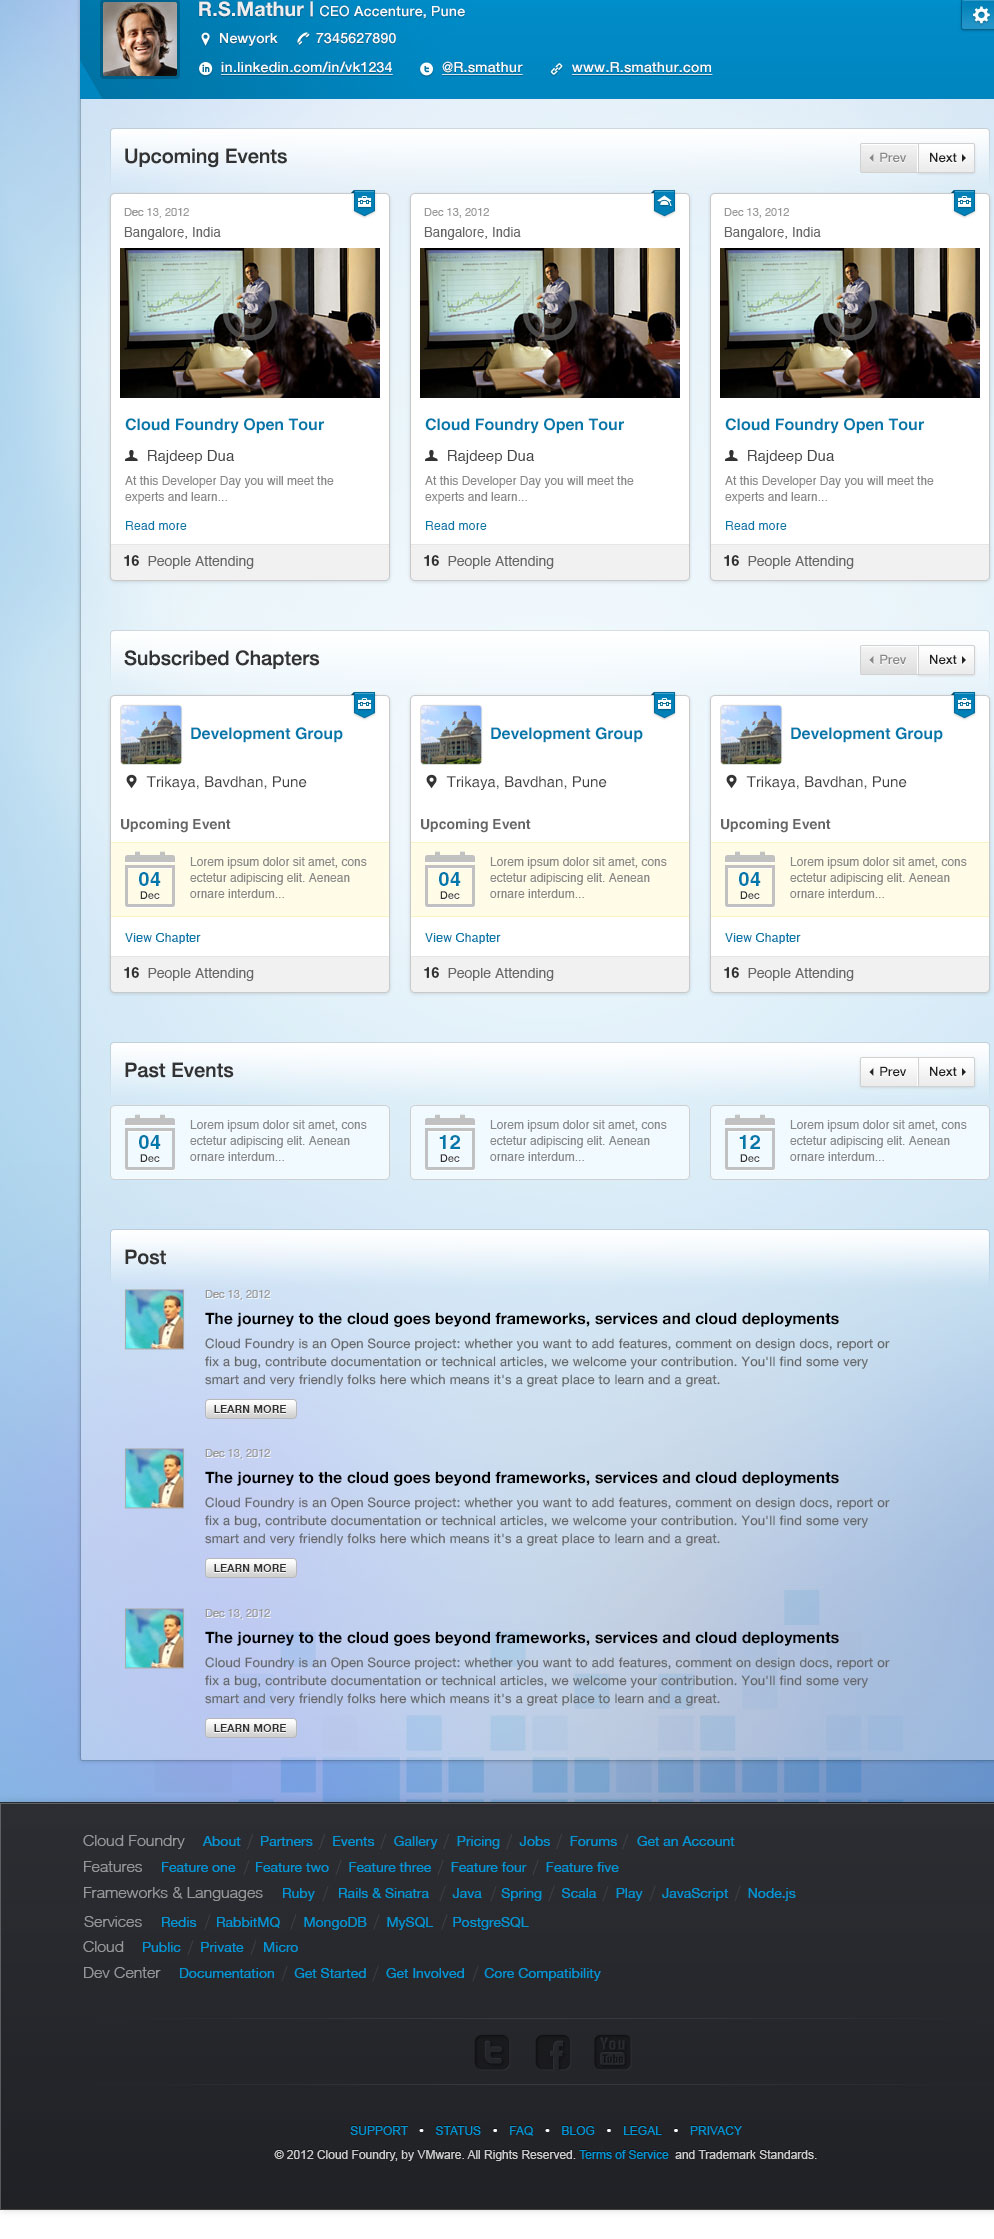 R.S.Mathur | CEO Accenture, Pune
Newyork 7345627890
in.linkedin.com/in/vk1234 @R.smathur www.R.smathur.com
Upcoming Events Prev Next
Dec 13, 2012 Dec 13, 2012 Dec 13, 2012
Bangalore, India Bangalore, India Bangalore, India
Cloud Foundry Open Tour Cloud Foundry Open Tour Cloud Foundry Open Tour
Rajdeep Dua Rajdeep Dua Rajdeep Dua
At this Developer Day you will meet the At this Developer Day you will meet the At this Developer Day you will meet the
experts and learn... experts and learn... experts and learn...
Read more Read more Read more
16 People Attending 16 People Attending 16 People Attending
Subscribed Chapters Prev Next
Development Group Development Group Development Group
Trikaya, Bavdhan, Pune Trikaya, Bavdhan, Pune Trikaya, Bavdhan, Pune
Upcoming Event Upcoming Event Upcoming Event
Lorem ipsum dolor sit amet, cons Lorem ipsum dolor sit amet, cons Lorem ipsum dolor sit amet, cons
04 ectetur adipiscing elit. Aenean 04 ectetur adipiscing elit. Aenean 04 ectetur adipiscing elit. Aenean
Dec ornare interdum... Dec ornare interdum... Dec ornare interdum...
View Chapter View Chapter View Chapter
16 People Attending 16 People Attending 16 People Attending
Past Events Prev Next
Lorem ipsum dolor sit amet, cons Lorem ipsum dolor sit amet, cons Lorem ipsum dolor sit amet, cons
04 ectetur adipiscing elit. Aenean 12 ectetur adipiscing elit. Aenean 12 ectetur adipiscing elit. Aenean
Dec ornare interdum... Dec ornare interdum... Dec ornare interdum...
Post
Dec 13, 2012
The journey to the cloud goes beyond frameworks, services and cloud deployments
Cloud Foundry is an Open Source project: whether you want to add features, comment on design docs, report or
fix a bug, contribute documentation or technical articles, we welcome your contribution. You'll find some very
smart and very friendly folks here which means it's a great place to learn and a great.
LEARN MORE
Dec 13, 2012
The journey to the cloud goes beyond frameworks, services and cloud deployments
Cloud Foundry is an Open Source project: whether you want to add features, comment on design docs, report or
fix a bug, contribute documentation or technical articles, we welcome your contribution. You'll find some very
smart and very friendly folks here which means it's a great place to learn and a great.
LEARN MORE
Dec 13, 2012
The journey to the cloud goes beyond frameworks, services and cloud deployments
Cloud Foundry is an Open Source project: whether you want to add features, comment on design docs, report or
fix a bug, contribute documentation or technical articles, we welcome your contribution. You'll find some very
smart and very friendly folks here which means it's a great place to learn and a great.
LEARN MORE
Cloud Foundry About / Partners / Events / Gallery / Pricing / Jobs / Forums / Get an Account
Features Feature one / Feature two / Feature three / Feature four / Feature five
Frameworks & Languages Ruby / Rails & Sinatra / Java / Spring / Scala / Play / JavaScript / Node.js
Services Redis / RabbitMQ / MongoDB / MySQL / PostgreSQL
Cloud Public / Private / Micro
Dev Center Documentation / Get Started / Get Involved / Core Compatibility
You
Tube
SUPPORT • STATUS • FAQ • BLOG • LEGAL • PRIVACY
© 2012 Cloud Foundry, by VMware. All Rights Reserved. Terms of Service and Trademark Standards.